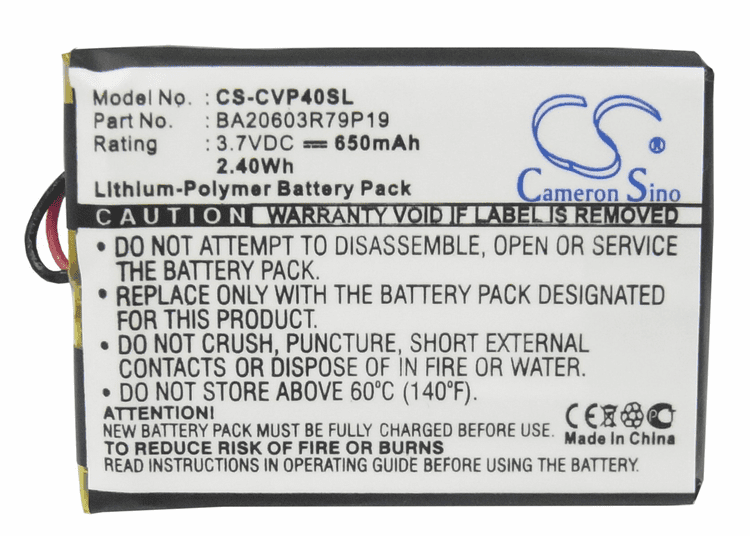 Model No.: CS-CVP40SL
Part No. : BA20603R79P19
Rating : 3.7VDC ⎓ 650mAh
2.40Wh
Lithium-Polymer Battery Pack
CS
Cameron Sino
CAUTION WARRANTY VOID IF LABEL IS REMOVED
• DO NOT ATTEMPT TO DISASSEMBLE, OPEN OR SERVICE
THE BATTERY PACK.
• REPLACE ONLY WITH THE BATTERY PACK DESIGNATED
FOR THIS PRODUCT.
• DO NOT CRUSH, PUNCTURE, SHORT EXTERNAL
CONTACTS OR DISPOSE OF IN FIRE OR WATER.
• DO NOT STORE ABOVE 60°C (140°F).
ATTENTION!
NEW BATTERY PACK MUST BE FULLY CHARGED BEFORE USE.
TO REDUCE RISK OF FIRE OR BURNS
READ INSTRUCTIONS IN OPERATING GUIDE BEFORE USING THIS BATTERY
CE
Made In China